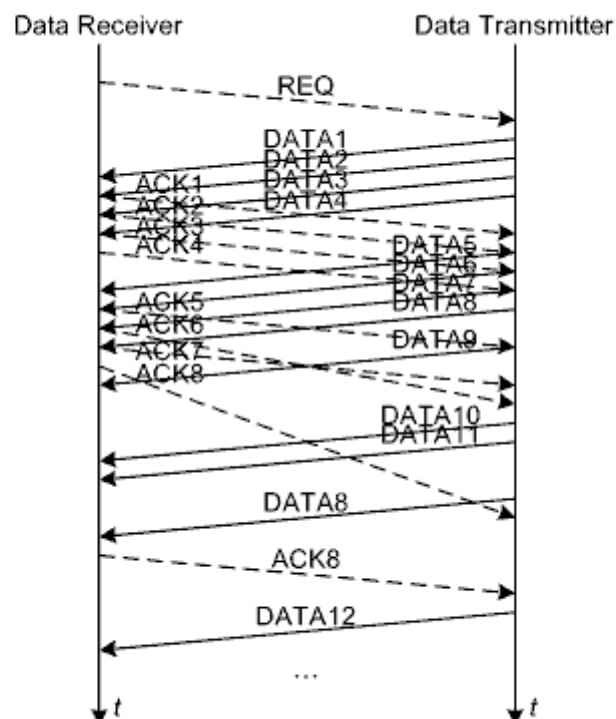 Data Receiver
Data Transmitter
REQ
DATA1
DATA2
DATA3
DATA4
ACK1
ACK2
ACK3
ACK4
DATA5
DATA6
DATA7
DATA8
ACK5
ACK6
ACK7
ACK8
DATA9
DATA10
DATA11
DATA8
ACK8
DATA12
...
t
t